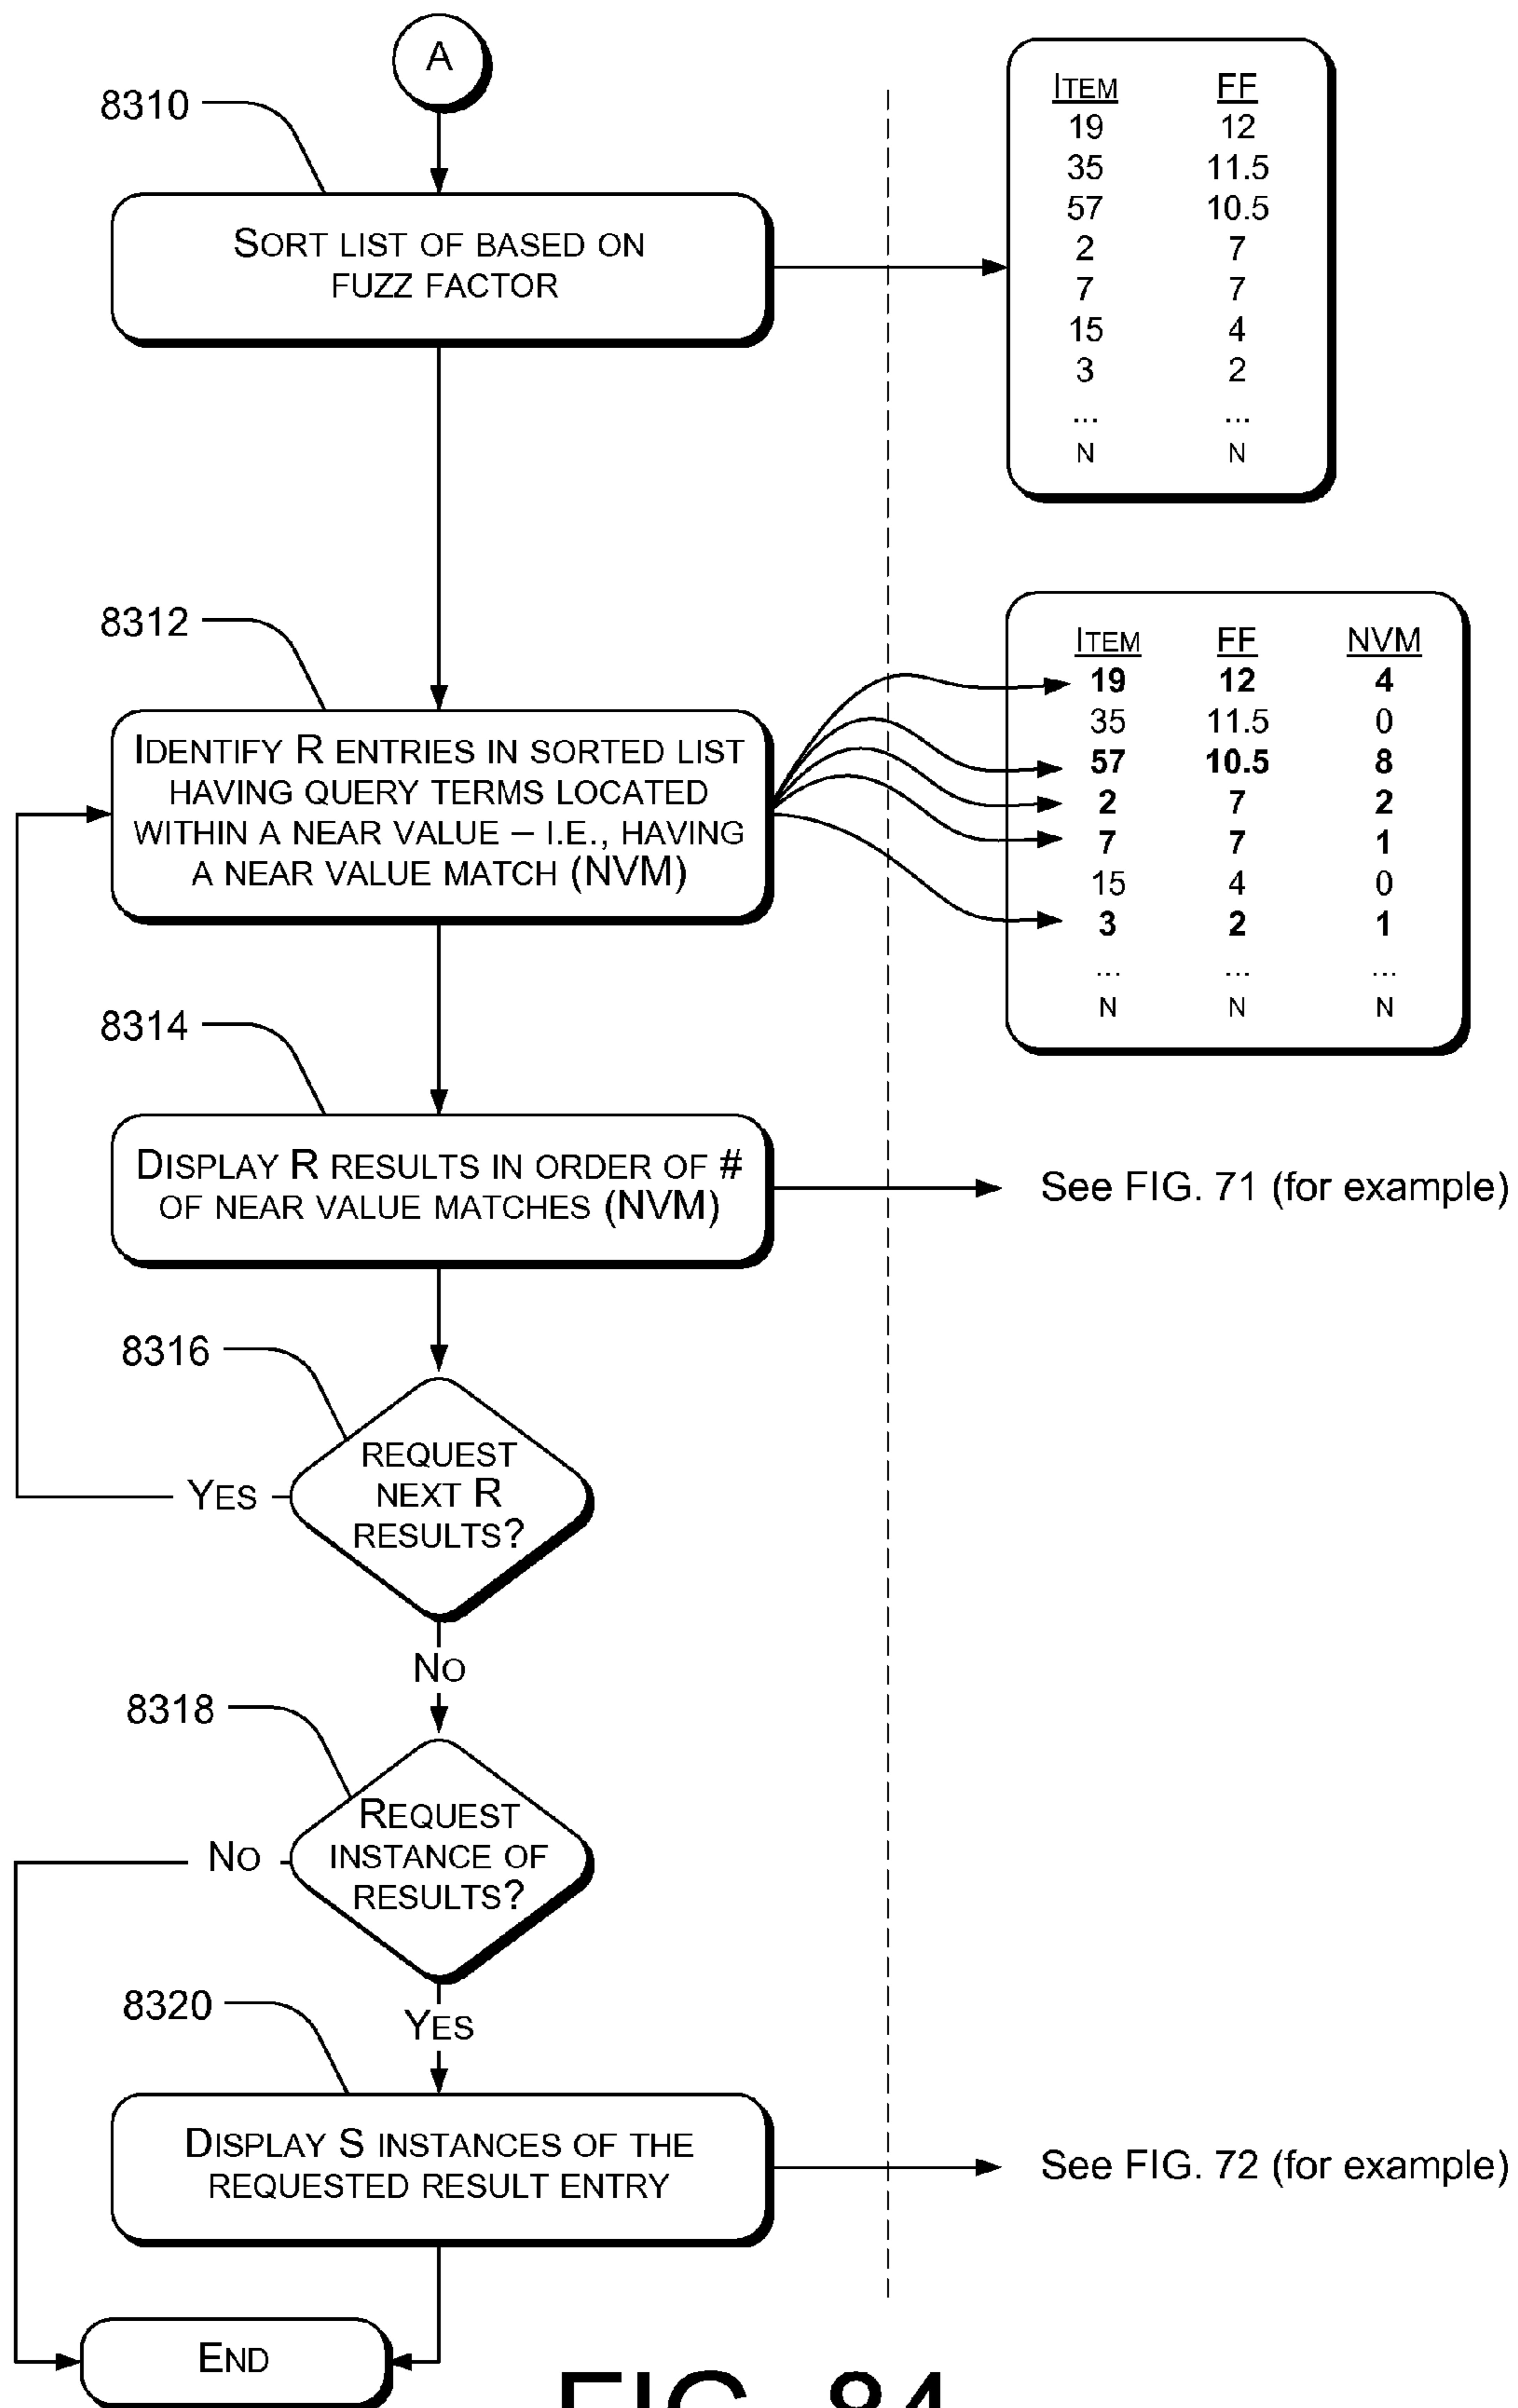 A
8310
SORT LIST OF BASED ON
FUZZ FACTOR
ITEM FF
19 12
35 11.5
57 10.5
2 7
7 7
15 4
3 2
... ...
N N
8312
IDENTIFY R ENTRIES IN SORTED LIST
HAVING QUERY TERMS LOCATED
WITHIN A NEAR VALUE – I.E., HAVING
A NEAR VALUE MATCH (NVM)
ITEM FF NVM
19 12 4
35 11.5 0
57 10.5 8
2 7 2
7 7 1
15 4 0
3 2 1
... ... ...
N N N
8314
DISPLAY R RESULTS IN ORDER OF #
OF NEAR VALUE MATCHES (NVM)
See FIG. 71 (for example)
8316
REQUEST
NEXT R
RESULTS?
YES
NO
8318
REQUEST
INSTANCE OF
RESULTS?
NO
YES
8320
DISPLAY S INSTANCES OF THE
REQUESTED RESULT ENTRY
See FIG. 72 (for example)
END
FIG. 84